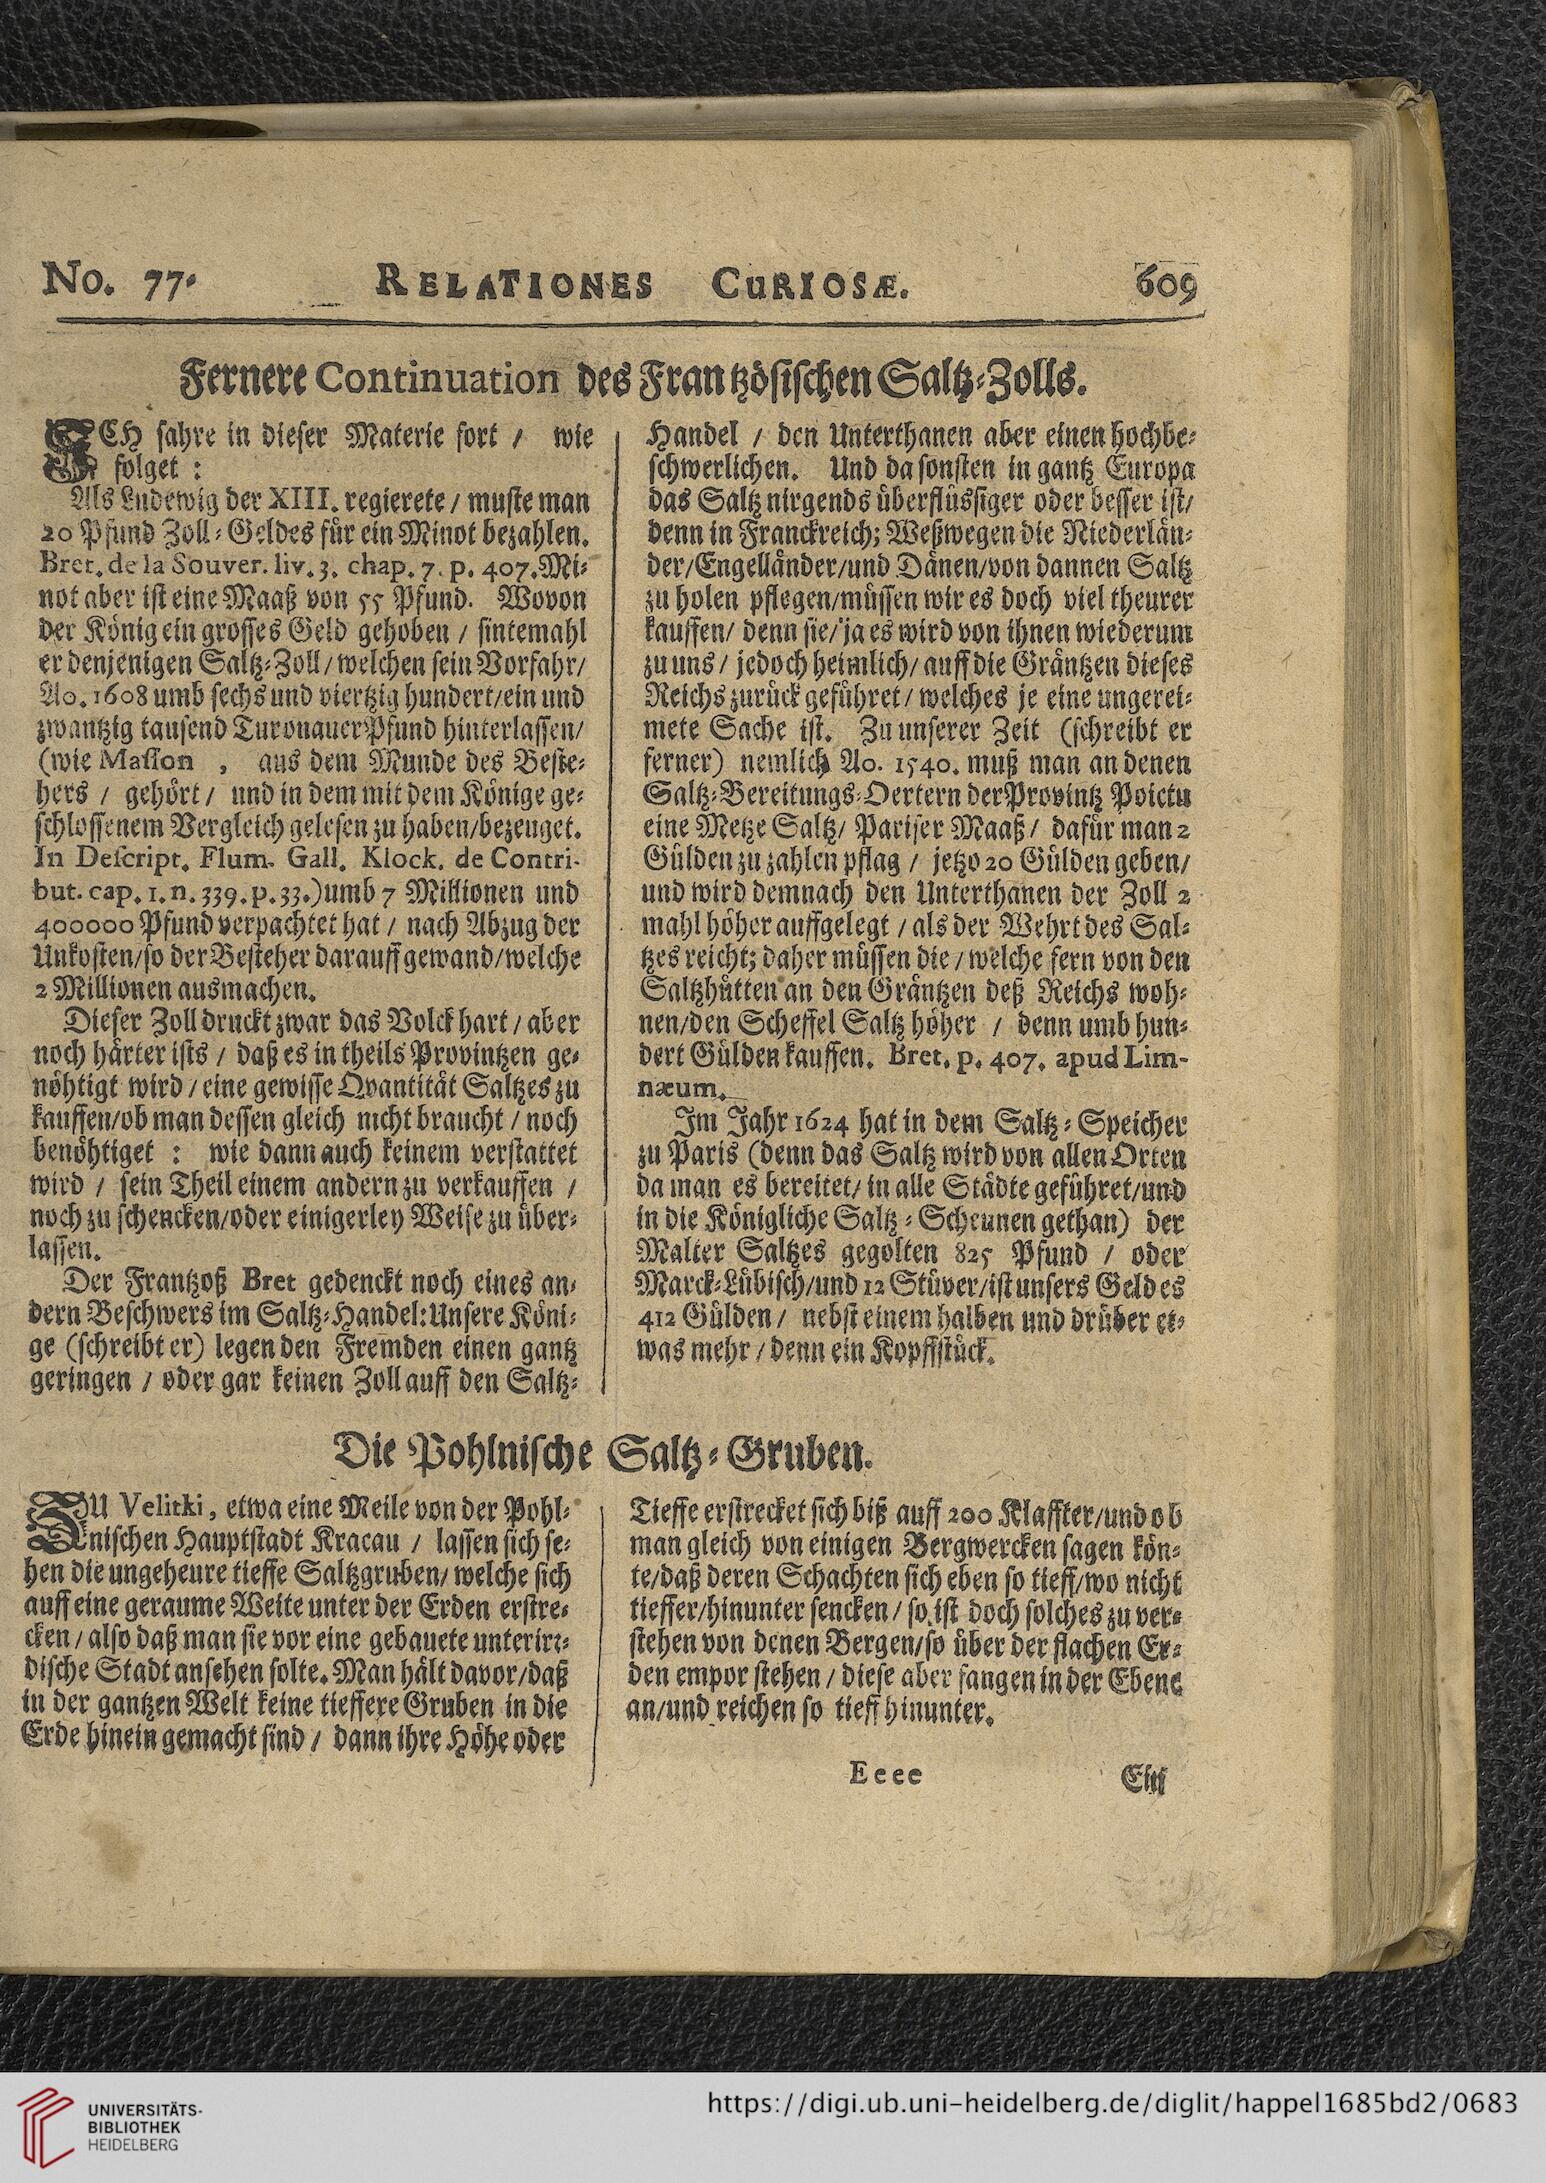 No. 77. RELATIONES CURIOSÆ. 609
Fernere Continuation des Frantzösischen Saltz-Zolls.
ICH fahre in dieser Materie fort / wie
folget :
Als Ludewig der XIII. regierete / muste man
20 Pfund Zoll-Geldes für ein Minot bezahlen.
Bret. de la Souver. liv. 3. chap. 7. p. 407. Mi-
not aber ist eine Maaß von 55 Pfund. Wovon
der König ein grosses Geld gehoben / sintemahl
er denjenigen Saltz-Zoll / welchen sein Vorfahr /
Ao. 1608 umb sechs und viertzig hundert / ein und
zwantzig tausend Turonauer-Pfund hinterlassen /
(wie Masson , aus dem Munde des Beste-
hers / gehört / und in dem mit dem Könige ge-
schlossenem Vergleich gelesen zu haben / bezeuget.
In Descript. Flum. Gall. Klock. de Contri-
but. cap. 1. n. 339. p. 33.) umb 7 Millionen und
400000 Pfund verpachtet hat / nach Abzug der
Unkosten / so der Besteher darauff gewand / welche
2 Millionen ausmachen.
Dieser Zoll druckt zwar das Volck hart / aber
noch härter ists / daß es in theils Provintzen ge-
nöhtigt wird / eine gewisse Qvantität Saltzes zu
kauffen / ob man dessen gleich nicht braucht / noch
benöhtiget : wie dann auch keinem verstattet
wird / sein Theil einem andern zu verkauffen /
noch zu schencken / oder einigerley Weise zu über-
lassen.
Der Frantzoß Bret gedenckt noch eines an-
dern Beschwers im Saltz-Handel: Unsere Köni-
ge (schreibt er) legen den Fremden einen gantz
geringen / oder gar keinen Zoll auff den Saltz-
Handel / den Unterthanen aber einen hochbe-
schwerlichen. Und da sonsten in gantz Europa
das Saltz nirgends überflüssiger oder besser ist /
denn in Franckreich; Weßwegen die Niederlän-
der / Engelländer / und Dänen / von dannen Saltz
zu holen pflegen / müssen wir es doch viel theurer
kauffen / denn sie / ja es wird von ihnen wiederum
zu uns / jedoch heimlich / auff die Gräntzen dieses
Reichs zurück geführet / welches je eine ungerei-
mete Sache ist. Zu unserer Zeit (schreibt er
ferner) nemlich Ao. 1540. muß man an denen
Saltz-Bereitungs-Oertern der Provintz Poictu
eine Metze Saltz / Pariser Maaß / dafür man 2
Gülden zu zahlen pflag / jetzo 20 Gülden geben /
und wird demnach den Unterthanen der Zoll 2
mahl höher auffgelegt / als der Wehrt des Sal-
tzes reicht; daher müssen die / welche fern von den
Saltzhütten an den Gräntzen deß Reichs woh-
nen / den Scheffel Saltz höher / denn umb hun-
dert Gülden kauffen. Bret. p. 407. apud Lim-
næum.
Im Jahr 1624 hat in dem Saltz-Speicher
zu Paris (denn das Saltz wird von allen Orten
da man es bereitet / in alle Städte geführet / und
in die Königliche Saltz-Scheunen gethan) der
Malter Saltzes gegolten 825 Pfund / oder
Marck-Lübisch / und 12 Stüver / ist unsers Geldes
412 Gülden / nebst einem halben und drüber et-
was mehr / denn ein Kopffstück.
Die Pohlnische Saltz-Gruben.
ZU Velitki, etwa eine Meile von der Pohl-
nischen Hauptstadt Kracau / lassen sich se-
hen die ungeheure tieffe Saltzgruben / welche sich
auff eine geraume Weite unter der Erden erstre-
cken / also daß man sie vor eine gebauete unterirr-
dische Stadt ansehen solte. Man hält davor / daß
in der gantzen Welt keine tieffere Gruben in die
Erde hinein gemacht sind / dann ihre Höhe oder
Tieffe erstrecket sich biß auff 200 Klaffter / und ob
man gleich von einigen Bergwercken sagen kön-
te / daß deren Schachten sich eben so tieff / wo nicht
tieffer / hinunter sencken / so ist doch solches zu ver-
stehen von denen Bergen / so über der flachen Er-
den empor stehen / diese aber fangen in der Ebene
an / und reichen so tieff hinunter.
Eeee
UNIVERSITÄTS-
BIBLIOTHEK
HEIDELBERG
https://digi.ub.uni-heidelberg.de/diglit/happel1685bd2/0683